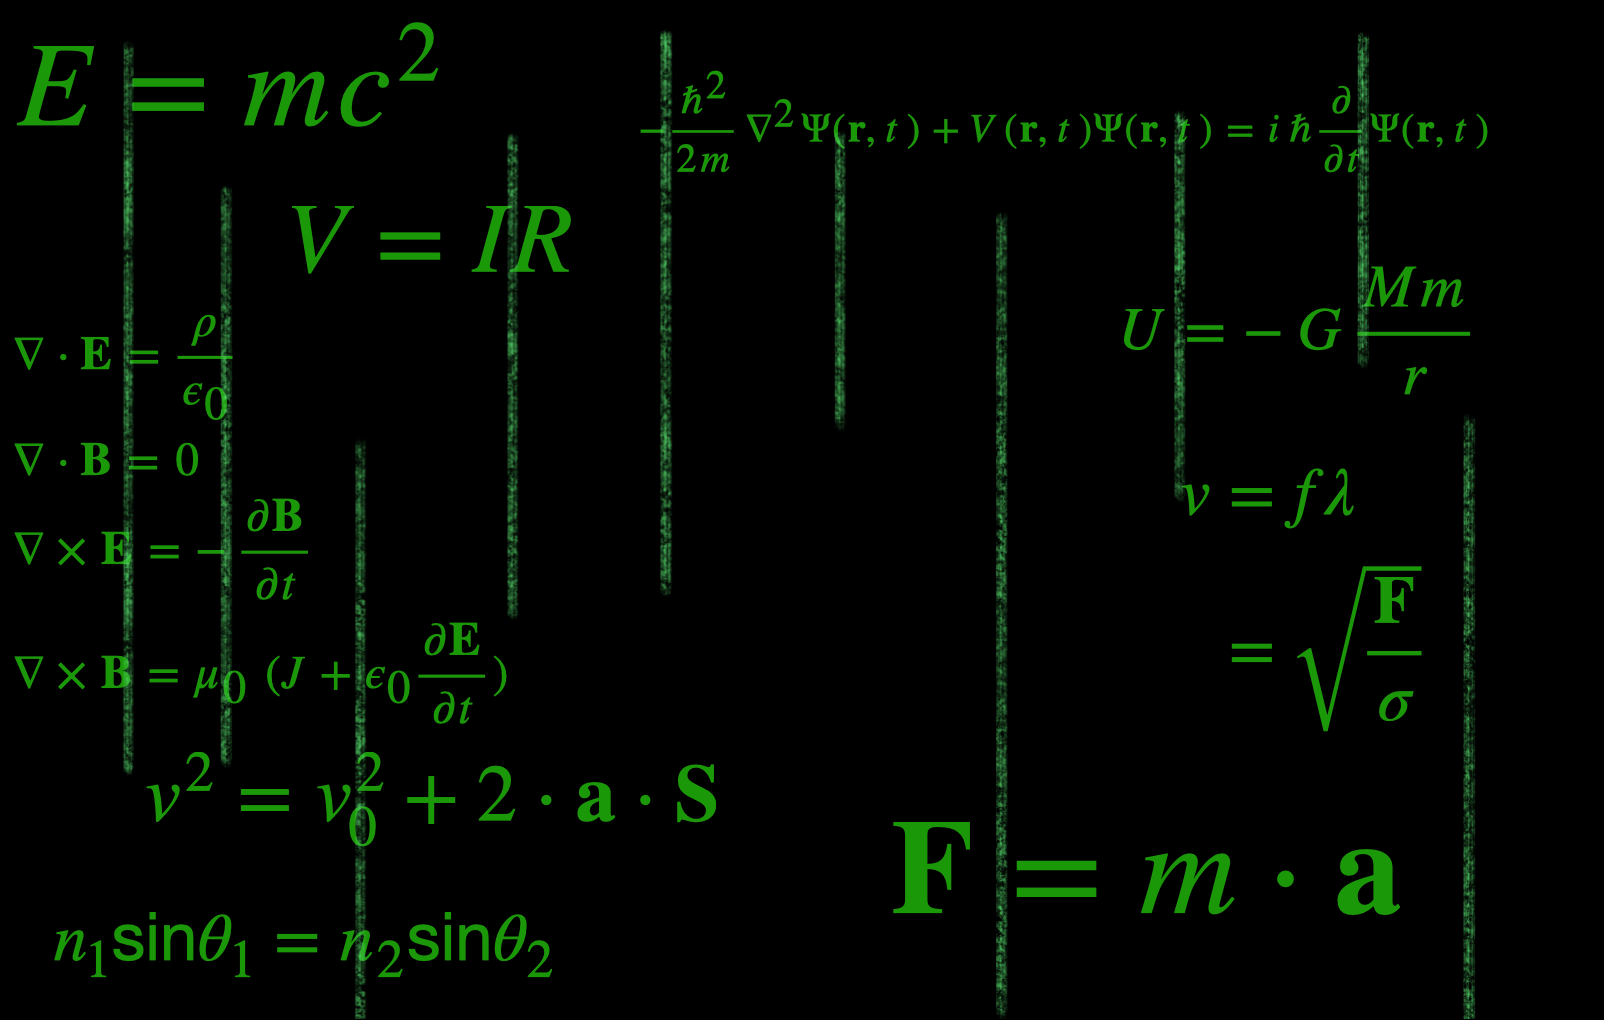 E = mc²
−ħ²/2m ∇²Ψ(r, t) + V(r, t)Ψ(r, t) = iħ ∂/∂t Ψ(r, t)
V = IR
U = −G Mm/r
∇ · E = ρ/ϵ₀
∇ · B = 0
v = fλ
∇ × E = −∂B/∂t
= √(F/σ)
∇ × B = μ₀ (J + ϵ₀ ∂E/∂t)
v² = v₀² + 2 · a · S
F = m · a
n₁sinθ₁ = n₂sinθ₂